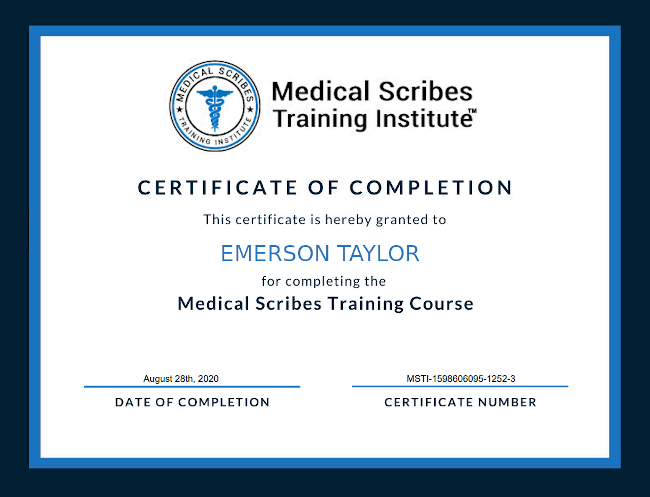 MEDICAL SCRIBES
TRAINING INSTITUTE
Medical Scribes
Training Institute™
CERTIFICATE OF COMPLETION
This certificate is hereby granted to
EMERSON TAYLOR
for completing the
Medical Scribes Training Course
August 28th, 2020
MSTI-1598606095-1252-3
DATE OF COMPLETION
CERTIFICATE NUMBER